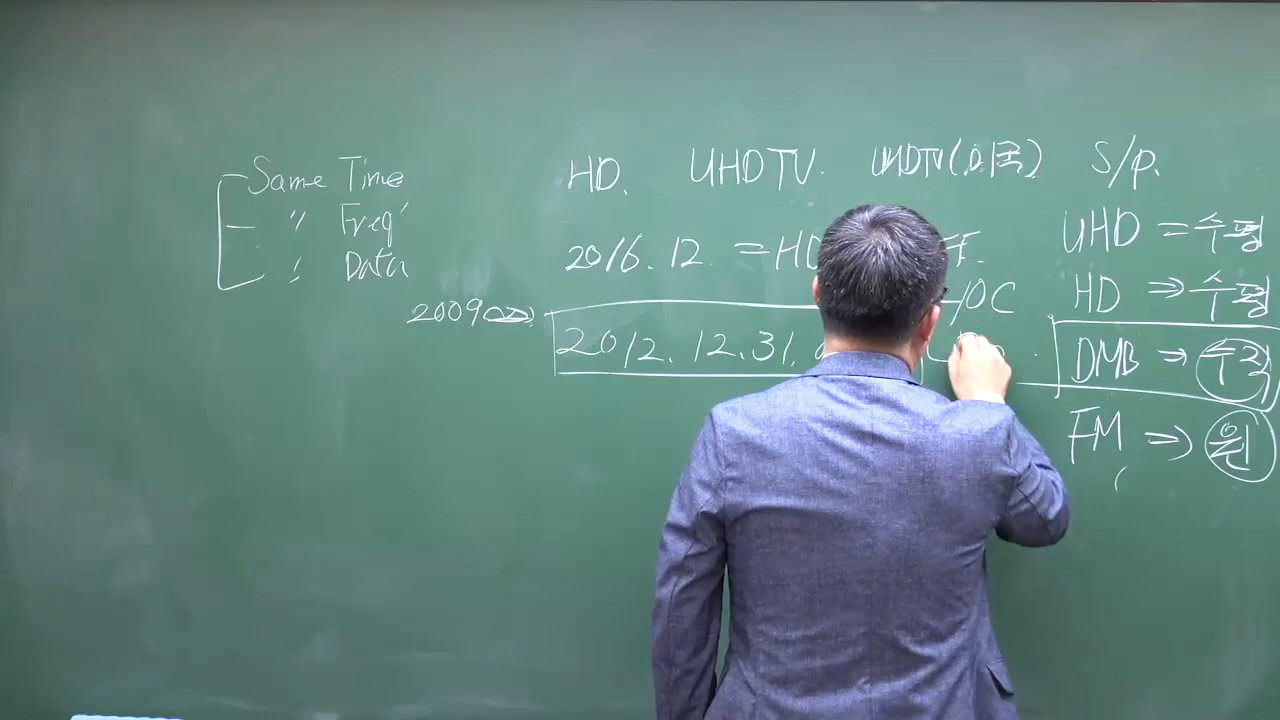 Same Time
" Freq'
" Data
HD. UHDTV. UHDTV(미국) S/P.
2016.12. =HD
UHD = 수평
HD ⇒ 수평
2009
2012.12.31.
DMB ⇒ 수직
FM ⇒ 원